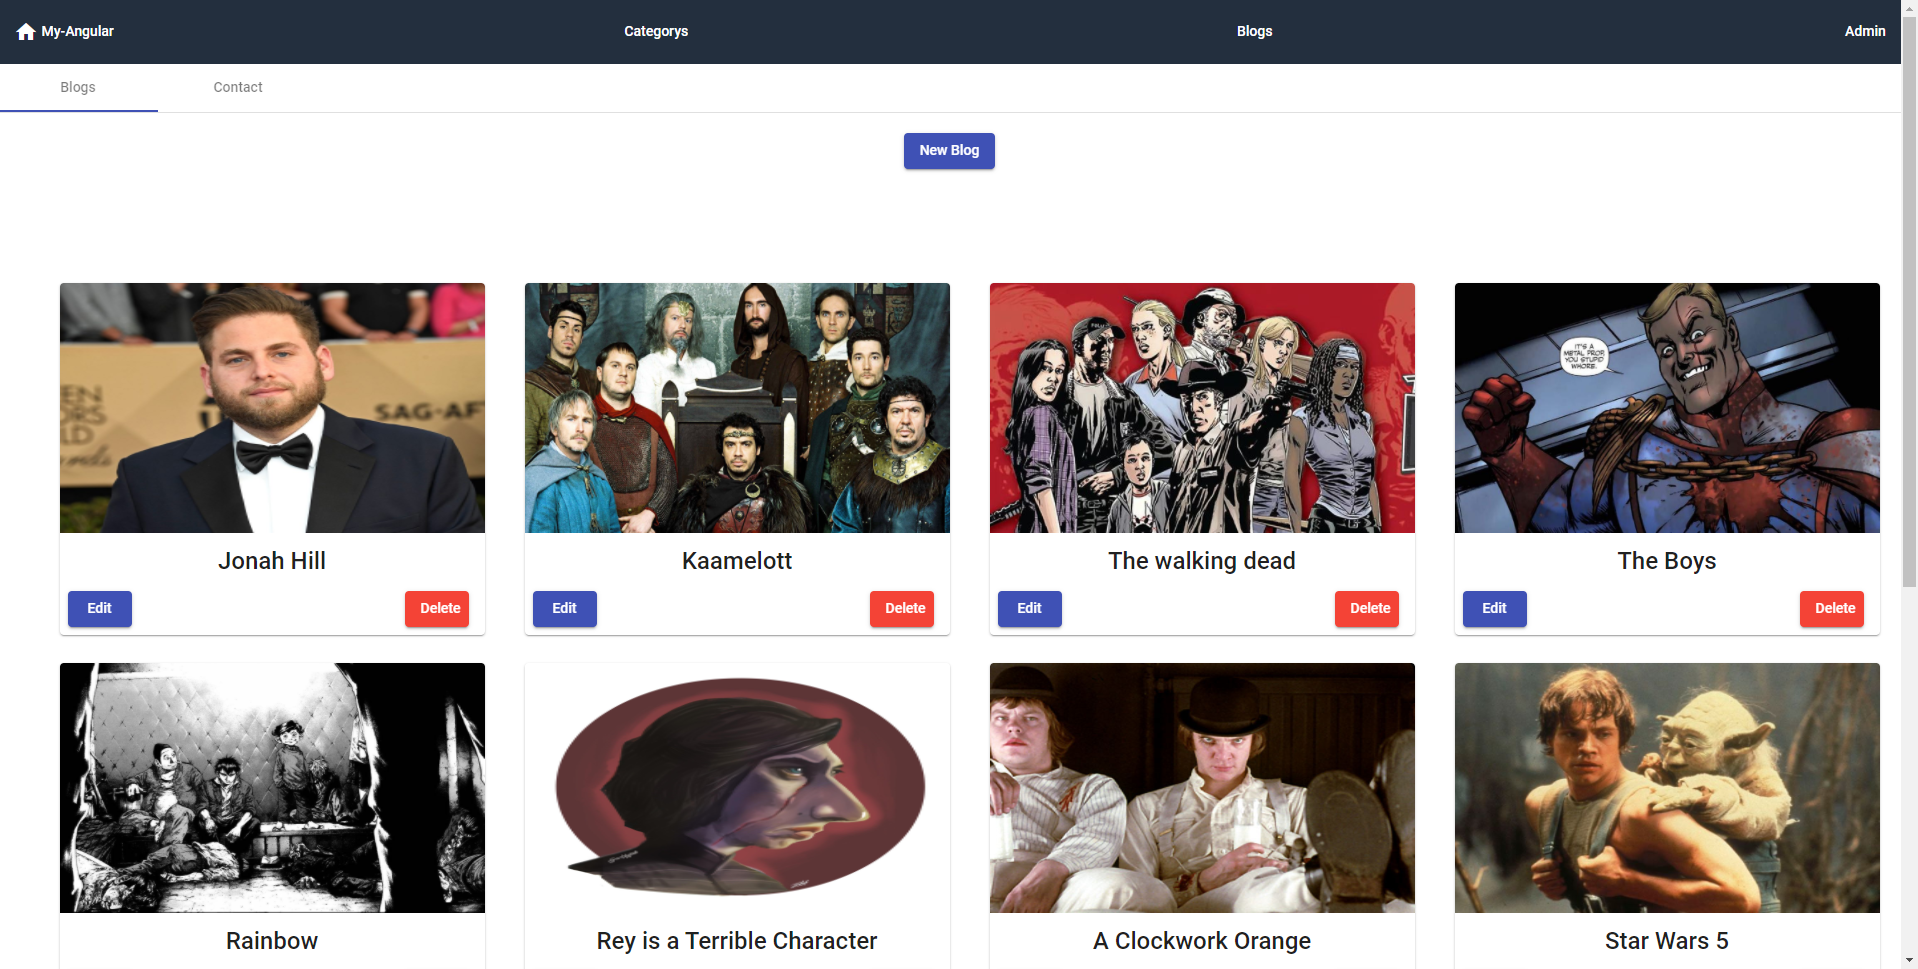 My-Angular
Categorys
Blogs
Admin
Blogs
Contact
New Blog
SAG-AF
IT'S A
METAL PROP
YOU STUPID
WHORE.
Jonah Hill
Kaamelott
The walking dead
The Boys
Edit
Delete
Edit
Delete
Edit
Delete
Edit
Delete
Rainbow
Rey is a Terrible Character
A Clockwork Orange
Star Wars 5